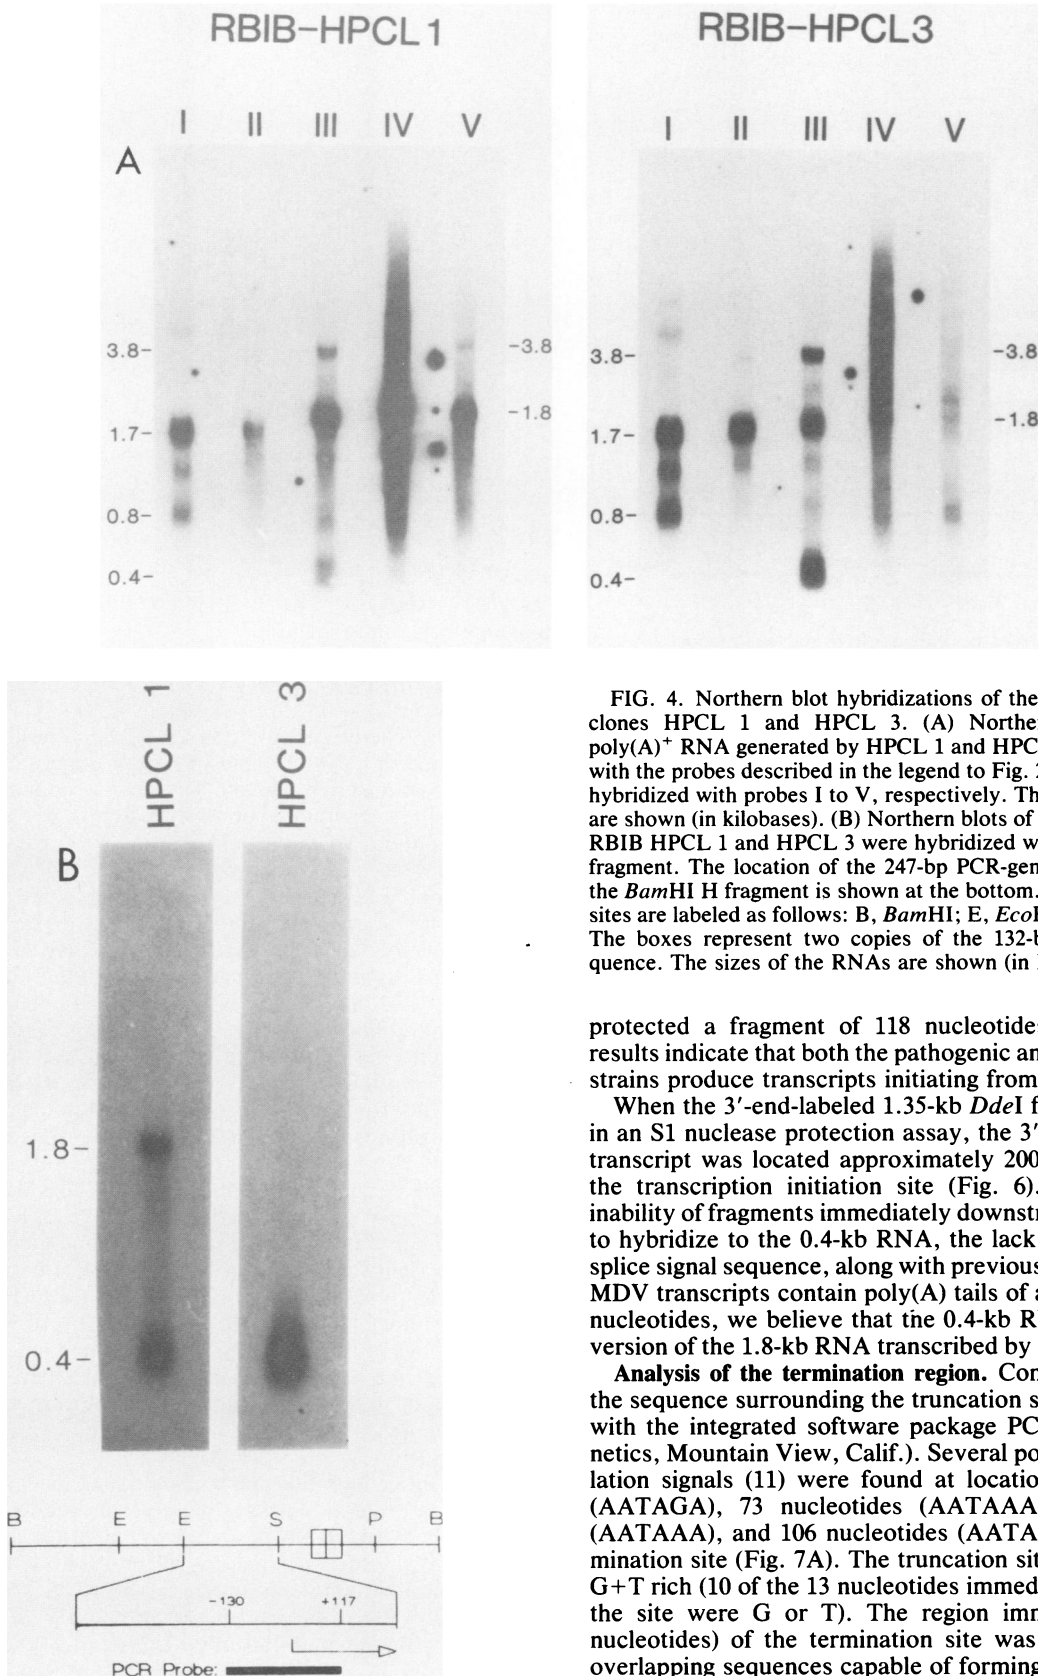 RBIB-HPCL 1
I II III IV V
A
3.8-
1.7-
0.8-
0.4-
-3.8
-1.8
RBIB-HPCL3
I II III IV V
3.8-
1.7-
0.8-
0.4-
-3.8
-1.8
HPCL 1
HPCL 3
B
1.8-
0.4-
B E E S P B
-130 +117
PCR Probe:
FIG. 4. Northern blot hybridizations of the
clones HPCL 1 and HPCL 3. (A) Norther
poly(A)+ RNA generated by HPCL 1 and HPC
with the probes described in the legend to Fig. 2
hybridized with probes I to V, respectively. Th
are shown (in kilobases). (B) Northern blots of
RBIB HPCL 1 and HPCL 3 were hybridized w
fragment. The location of the 247-bp PCR-gen
the BamHI H fragment is shown at the bottom.
sites are labeled as follows: B, BamHI; E, EcoR
The boxes represent two copies of the 132-b
quence. The sizes of the RNAs are shown (in
protected a fragment of 118 nucleotide
results indicate that both the pathogenic an
strains produce transcripts initiating from
When the 3'-end-labeled 1.35-kb DdeI f
in an S1 nuclease protection assay, the 3'
transcript was located approximately 200
the transcription initiation site (Fig. 6).
inability of fragments immediately downst
to hybridize to the 0.4-kb RNA, the lack
splice signal sequence, along with previous
MDV transcripts contain poly(A) tails of a
nucleotides, we believe that the 0.4-kb R
version of the 1.8-kb RNA transcribed by
Analysis of the termination region. Con
the sequence surrounding the truncation s
with the integrated software package PC
netics, Mountain View, Calif.). Several po
lation signals (11) were found at locatio
(AATAGA), 73 nucleotides (AATAAA
(AATAAA), and 106 nucleotides (AATA
mination site (Fig. 7A). The truncation sit
G+T rich (10 of the 13 nucleotides immed
the site were G or T). The region imn
nucleotides) of the termination site was
overlapping sequences capable of forming